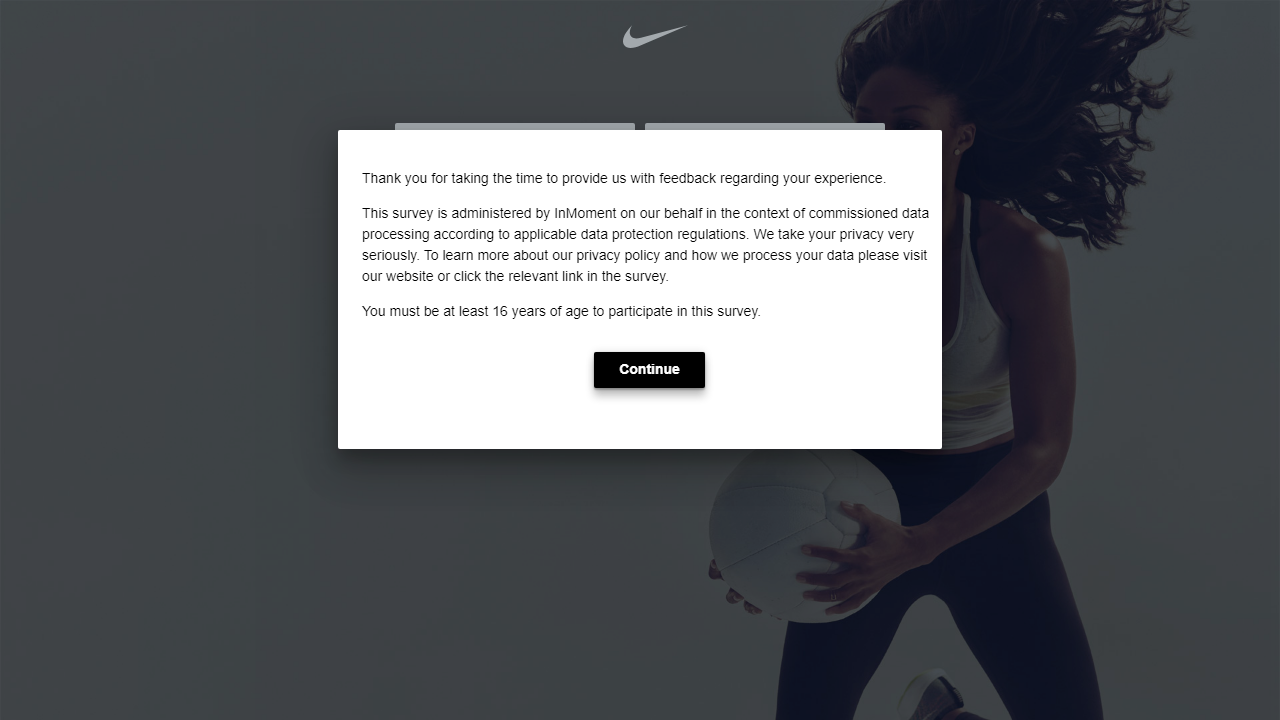 Thank you for taking the time to provide us with feedback regarding your experience.
This survey is administered by InMoment on our behalf in the context of commissioned data
processing according to applicable data protection regulations. We take your privacy very
seriously. To learn more about our privacy policy and how we process your data please visit
our website or click the relevant link in the survey.
You must be at least 16 years of age to participate in this survey.
Continue